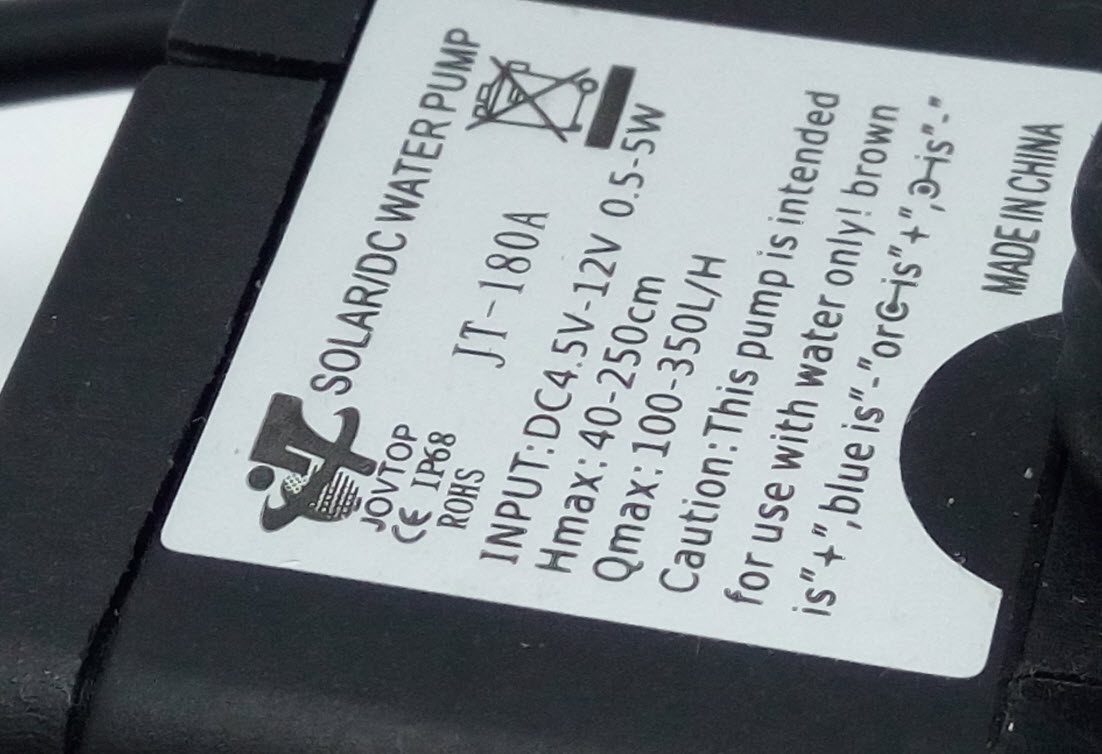 SOLAR/DC WATER PUMP
JOVTOP
CE IP68
ROHS
JT-180A
INPUT:DC4.5V-12V 0.5-5W
Hmax:40-250cm
Qmax:100-350L/H
Caution:This pump is intended
for use with water only! brown
is"+",blue is"-"or is"+", is"-"
MADE IN CHINA